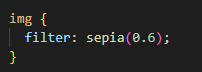 img {
  filter: sepia(0.6);
}